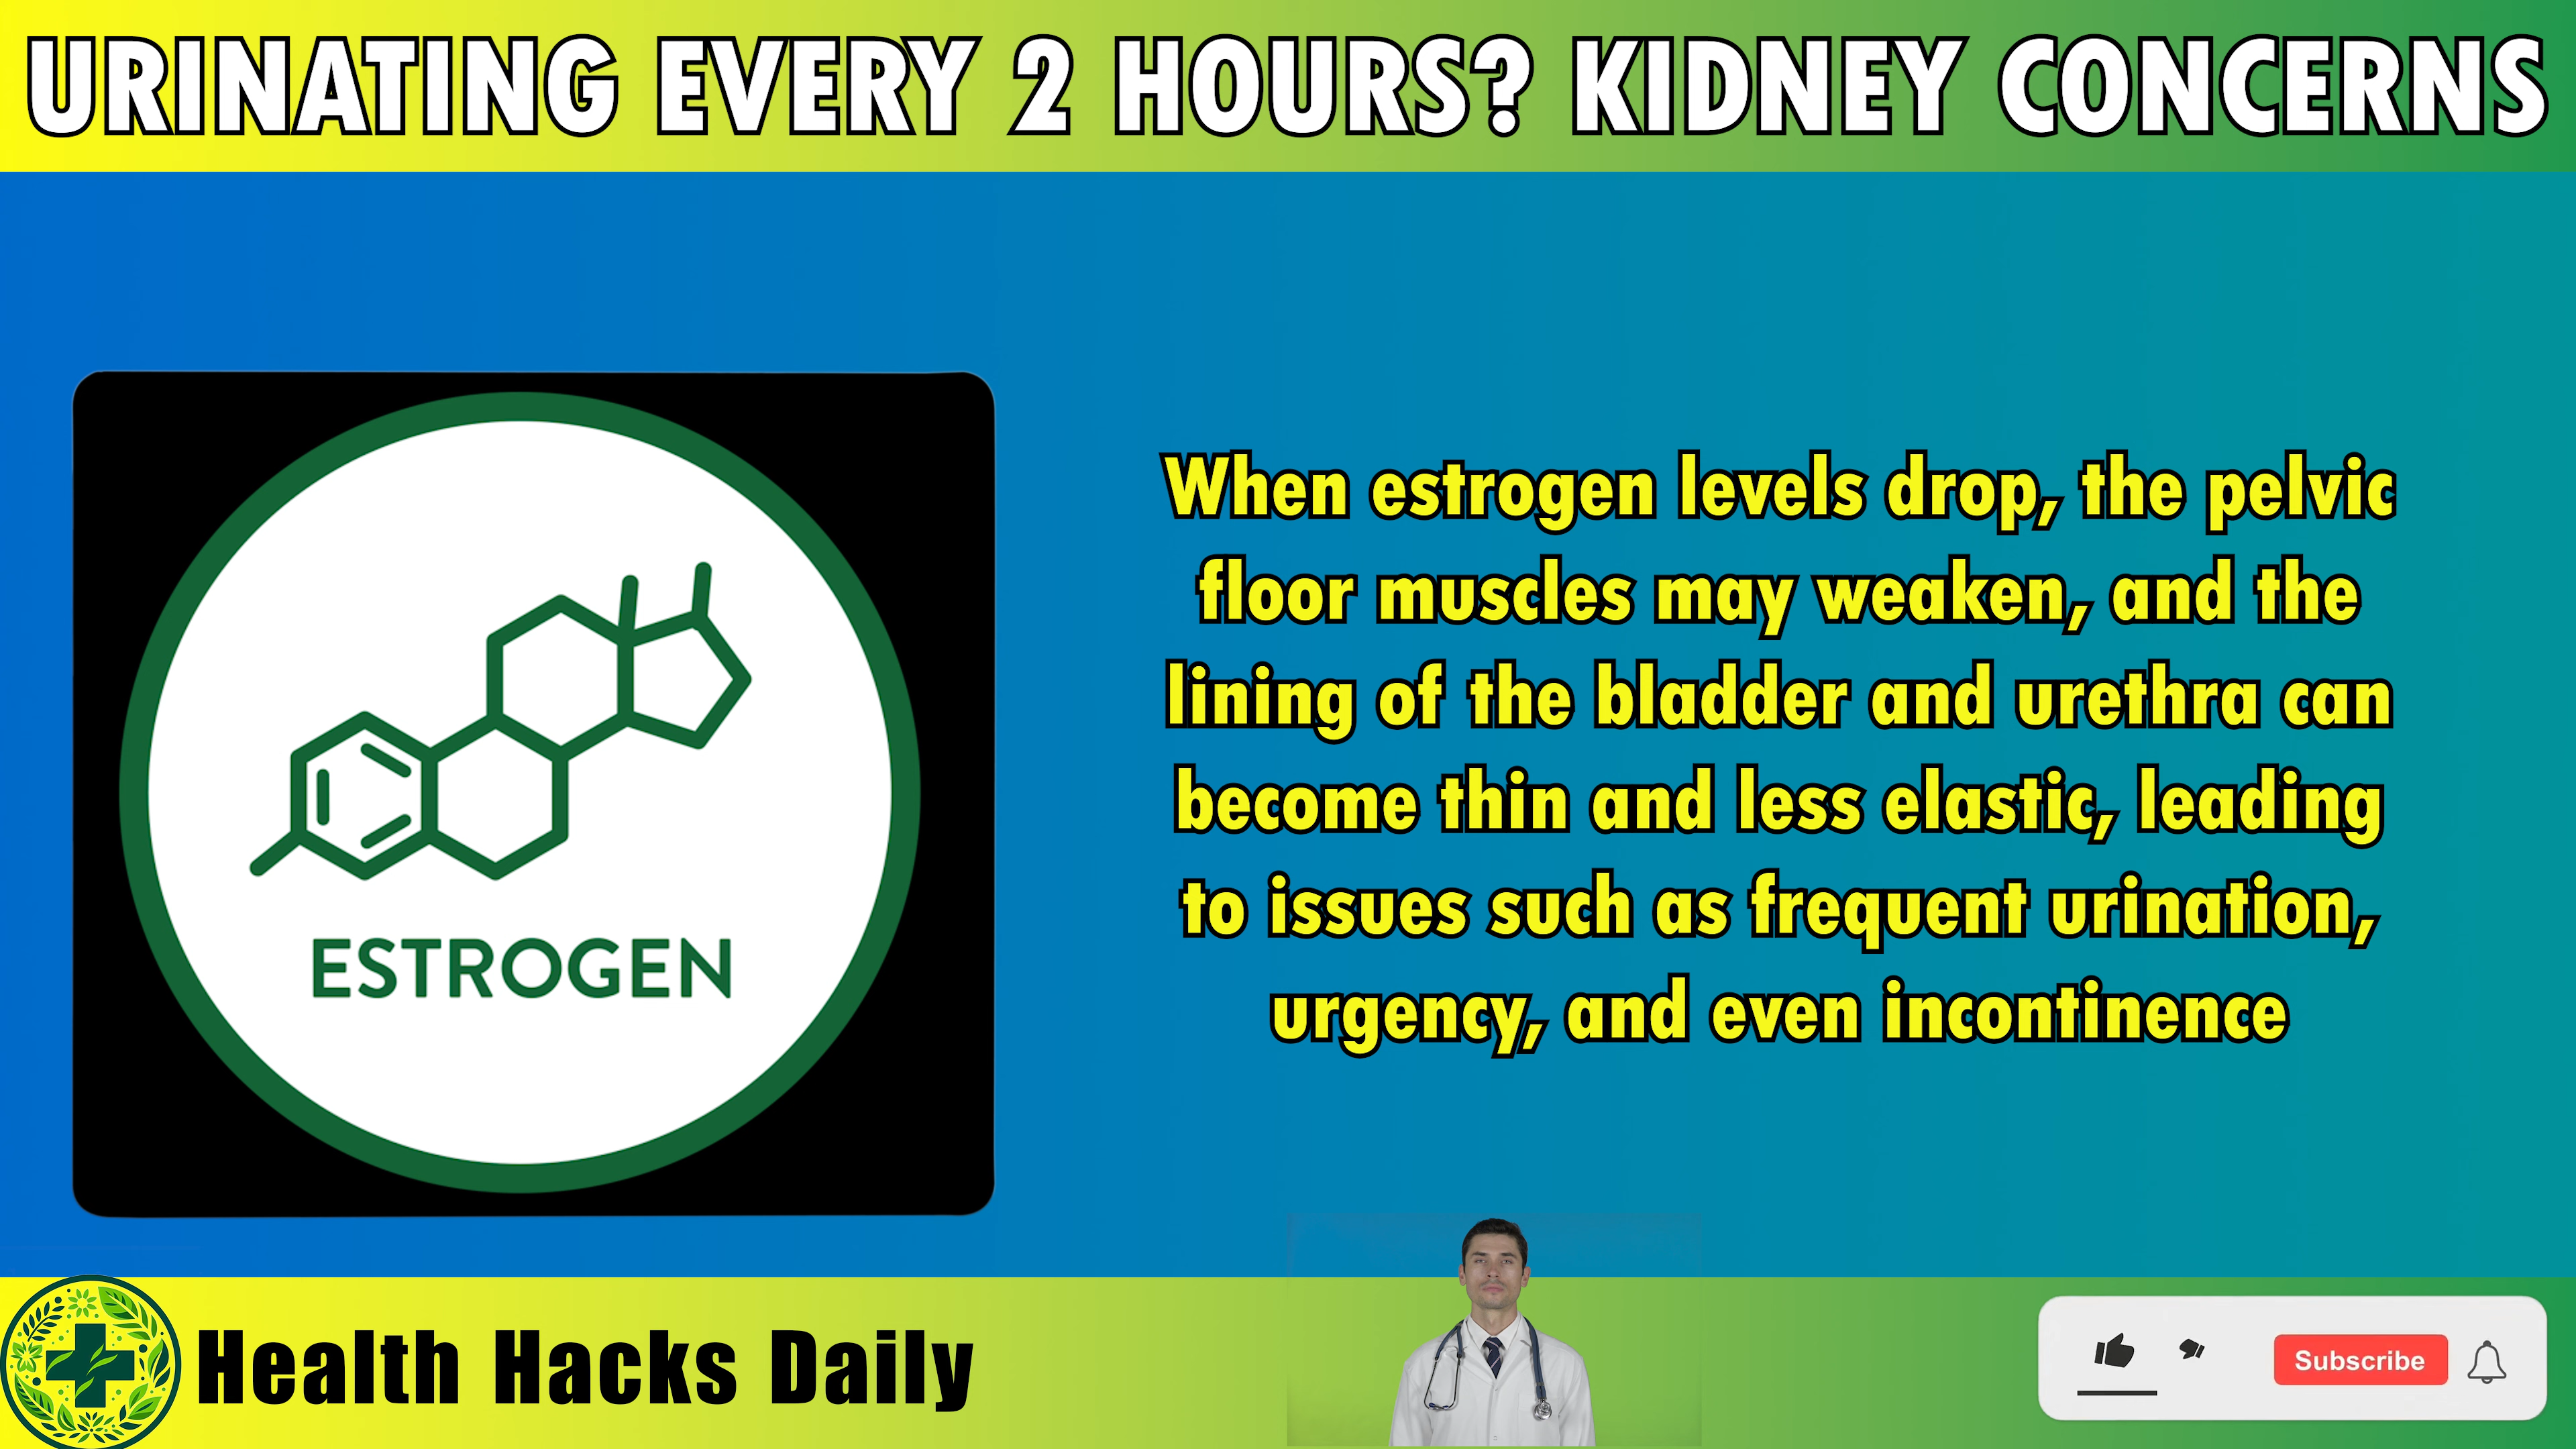 URINATING EVERY 2 HOURS? KIDNEY CONCERNS
ESTROGEN
When estrogen levels drop, the pelvic
floor muscles may weaken, and the
lining of the bladder and urethra can
become thin and less elastic, leading
to issues such as frequent urination,
urgency, and even incontinence
Health Hacks Daily
Subscribe